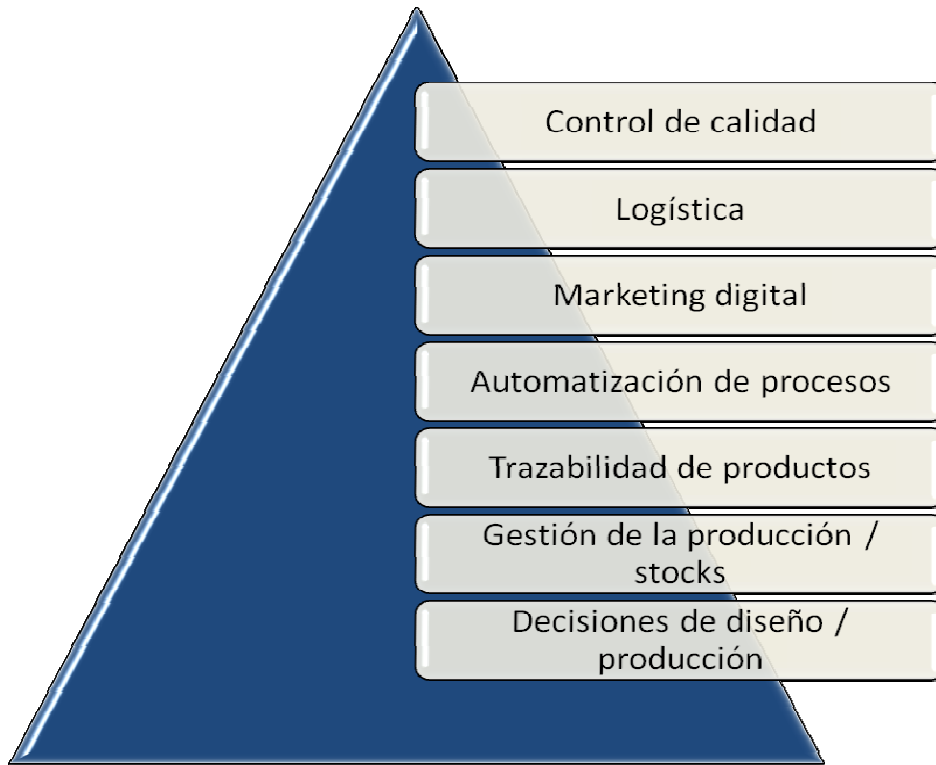 Control de calidad
Logística
Marketing digital
Automatización de procesos
Trazabilidad de productos
Gestión de la producción /
stocks
Decisiones de diseño /
producción